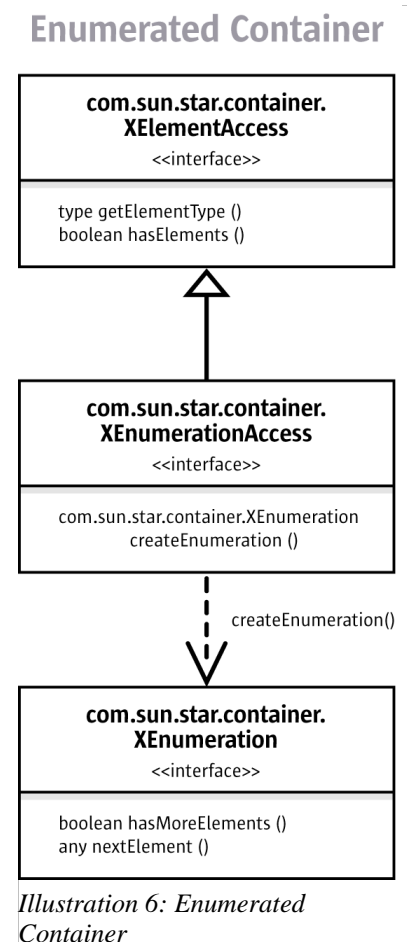 Enumerated Container
com.sun.star.container.
XElementAccess
<<interface>>
type getElementType ()
boolean hasElements ()
com.sun.star.container.
XEnumerationAccess
<<interface>>
com.sun.star.container.XEnumeration
createEnumeration ()
createEnumeration()
com.sun.star.container.
XEnumeration
<<interface>>
boolean hasMoreElements ()
any nextElement ()
Illustration 6: Enumerated
Container